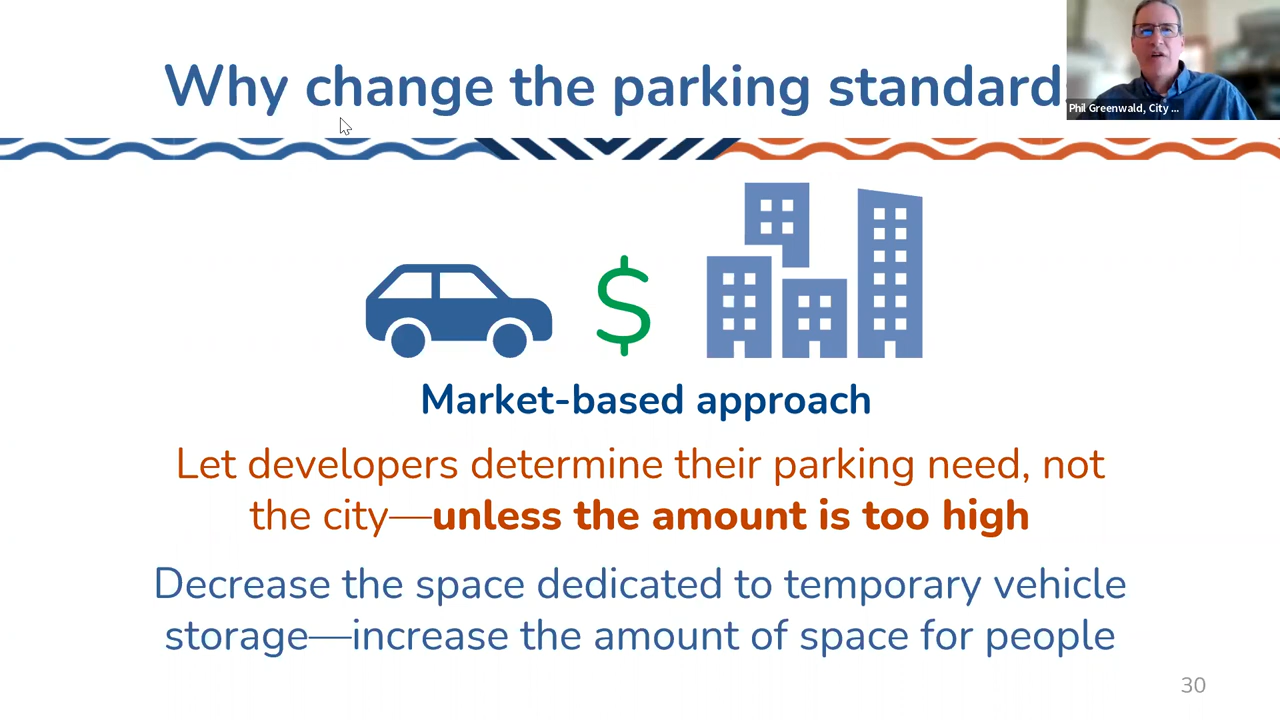 Why change the parking standard
Phil Greenwald, City ...
$
Market-based approach
Let developers determine their parking need, not
the city—unless the amount is too high
Decrease the space dedicated to temporary vehicle
storage—increase the amount of space for people
30